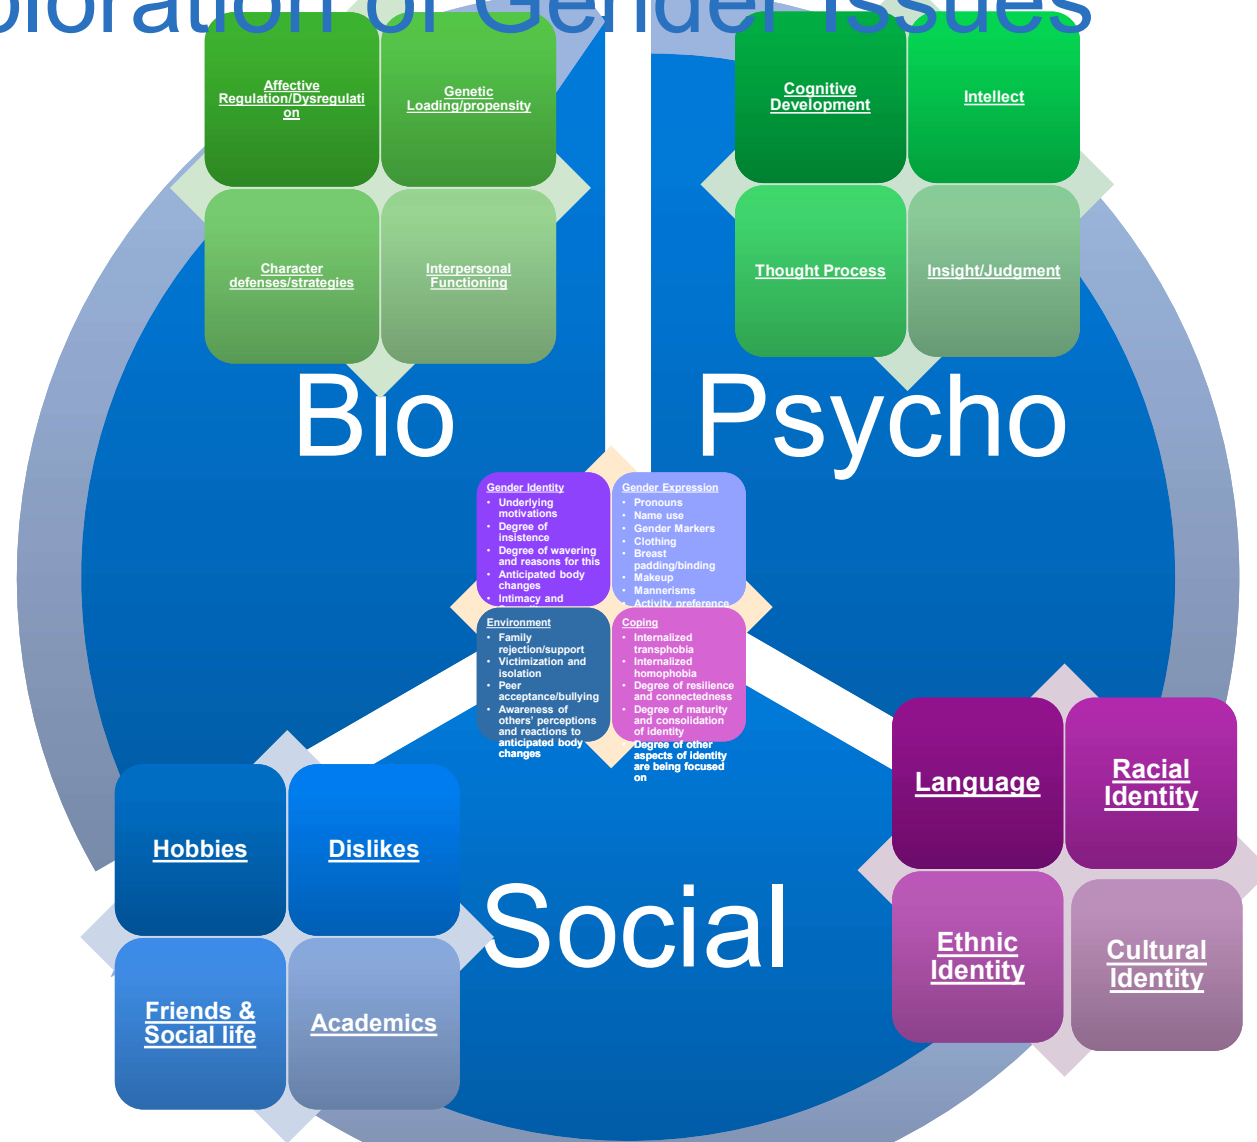 ploration of Gender Issues
Affective
Regulation/Dysregulati
on
Genetic
Loading/propensity
Character
defenses/strategies
Interpersonal
Functioning
Cognitive
Development
Intellect
Thought Process
Insight/Judgment
Bio
Psycho
Gender Identity
• Underlying
motivations
• Degree of
insistence
• Degree of wavering
and reasons for this
• Anticipated body
changes
• Intimacy and
Gender Expression
• Pronouns
• Name use
• Gender Markers
• Clothing
• Breast
padding/binding
• Makeup
• Mannerisms
• Activity preference
Environment
• Family
rejection/support
• Victimization and
isolation
• Peer
acceptance/bullying
• Awareness of
others' perceptions
and reactions to
anticipated body
changes
Coping
• Internalized
transphobia
• Internalized
homophobia
• Degree of resilience
and connectedness
• Degree of maturity
and consolidation
of identity
• Degree of other
aspects of identity
are being focused
on
Social
Hobbies
Dislikes
Friends &
Social life
Academics
Language
Racial
Identity
Ethnic
Identity
Cultural
Identity